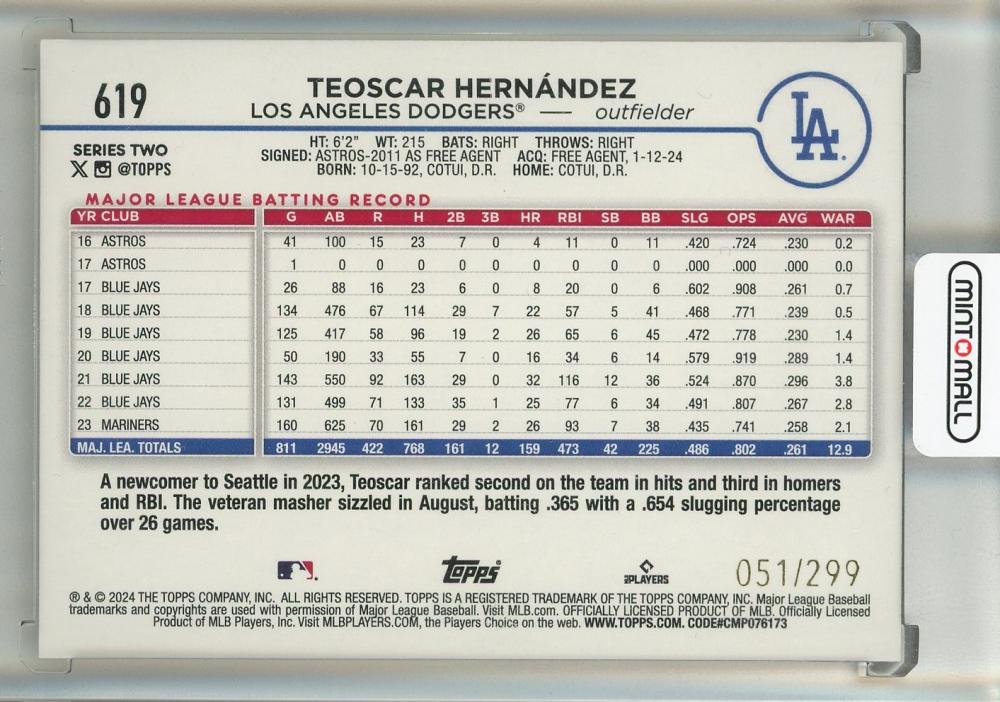 619
TEOSCAR HERNÁNDEZ
LOS ANGELES DODGERS® — outfielder
LA
SERIES TWO
@TOPPS
HT: 6'2" WT: 215 BATS: RIGHT THROWS: RIGHT
SIGNED: ASTROS-2011 AS FREE AGENT ACQ: FREE AGENT, 1-12-24
BORN: 10-15-92, COTUI, D.R. HOME: COTUI, D.R.
MAJOR LEAGUE BATTING RECORD
YR CLUB G AB R H 2B 3B HR RBI SB BB SLG OPS AVG WAR
16 ASTROS 41 100 15 23 7 0 4 11 0 11 .420 .724 .230 0.2
17 ASTROS 1 0 0 0 0 0 0 0 0 0 .000 .000 .000 0.0
17 BLUE JAYS 26 88 16 23 6 0 8 20 0 6 .602 .908 .261 0.7
18 BLUE JAYS 134 476 67 114 29 7 22 57 5 41 .468 .771 .239 0.5
19 BLUE JAYS 125 417 58 96 19 2 26 65 6 45 .472 .778 .230 1.4
20 BLUE JAYS 50 190 33 55 7 0 16 34 6 14 .579 .919 .289 1.4
21 BLUE JAYS 143 550 92 163 29 0 32 116 12 36 .524 .870 .296 3.8
22 BLUE JAYS 131 499 71 133 35 1 25 77 6 34 .491 .807 .267 2.8
23 MARINERS 160 625 70 161 29 2 26 93 7 38 .435 .741 .258 2.1
MAJ. LEA. TOTALS 811 2945 422 768 161 12 159 473 42 225 .486 .802 .261 12.9
A newcomer to Seattle in 2023, Teoscar ranked second on the team in hits and third in homers
and RBI. The veteran masher sizzled in August, batting .365 with a .654 slugging percentage
over 26 games.
Topps
PLAYERS
051/299
® & © 2024 THE TOPPS COMPANY, INC. ALL RIGHTS RESERVED. TOPPS IS A REGISTERED TRADEMARK OF THE TOPPS COMPANY, INC. Major League Baseball
trademarks and copyrights are used with permission of Major League Baseball. Visit MLB.com. OFFICIALLY LICENSED PRODUCT OF MLB. Officially Licensed
Product of MLB Players, Inc. Visit MLBPLAYERS.COM, the Players Choice on the web. WWW.TOPPS.COM. CODE#CMP076173
MINT MALL